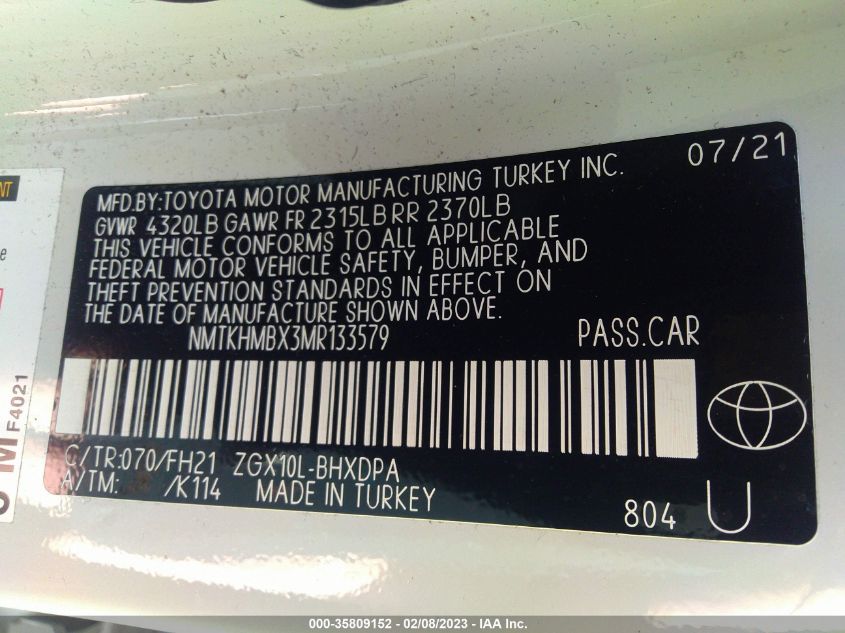 07/21
MFD.BY:TOYOTA MOTOR MANUFACTURING TURKEY INC.
GVWR 4320LB GAWR FR 2315LB RR 2370LB
THIS VEHICLE CONFORMS TO ALL APPLICABLE
FEDERAL MOTOR VEHICLE SAFETY, BUMPER, AND
THEFT PREVENTION STANDARDS IN EFFECT ON
THE DATE OF MANUFACTURE SHOWN ABOVE.
NMTKHMBX3MR133579 PASS.CAR
C/TR:070/FH21 ZGX10L-BHXDPA
A/TM: /K114 MADE IN TURKEY
804 U
F4021
000-35809152 - 02/08/2023 - IAA Inc.